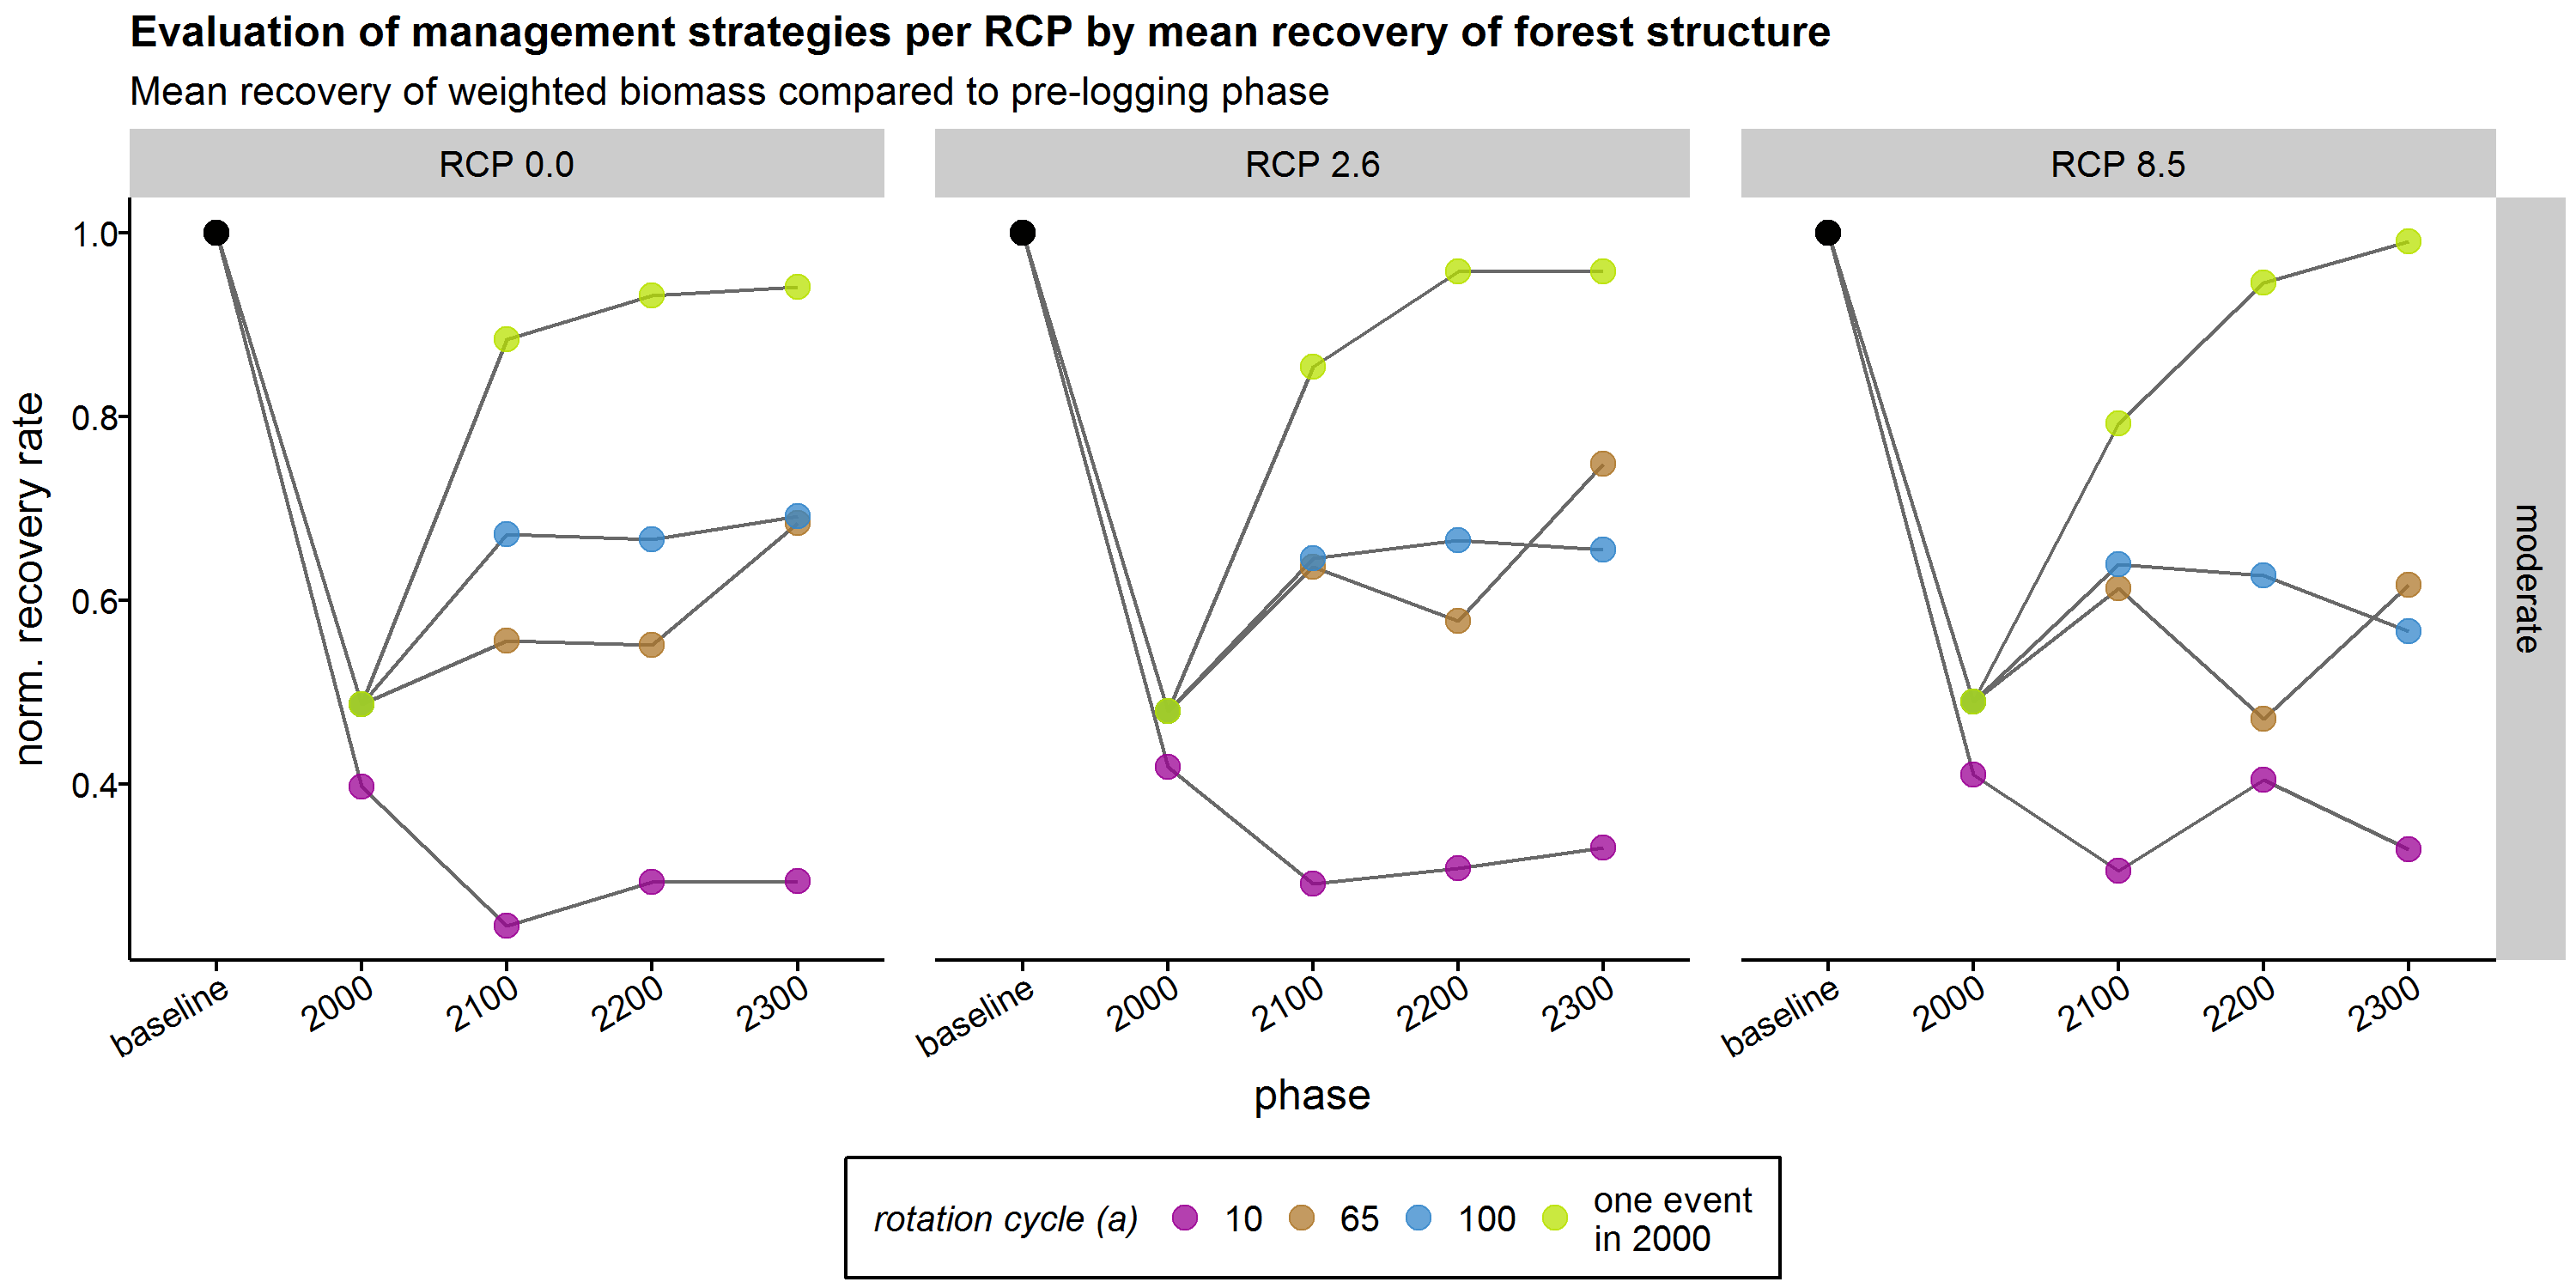 Evaluation of management strategies per RCP by mean recovery of forest structure
Mean recovery of weighted biomass compared to pre-logging phase
RCP 0.0
RCP 2.6
RCP 8.5
moderate
norm. recovery rate
1.0
0.8
0.6
0.4
baseline 2000 2100 2200 2300
baseline 2000 2100 2200 2300
baseline 2000 2100 2200 2300
phase
rotation cycle (a) 10 65 100 one event
in 2000